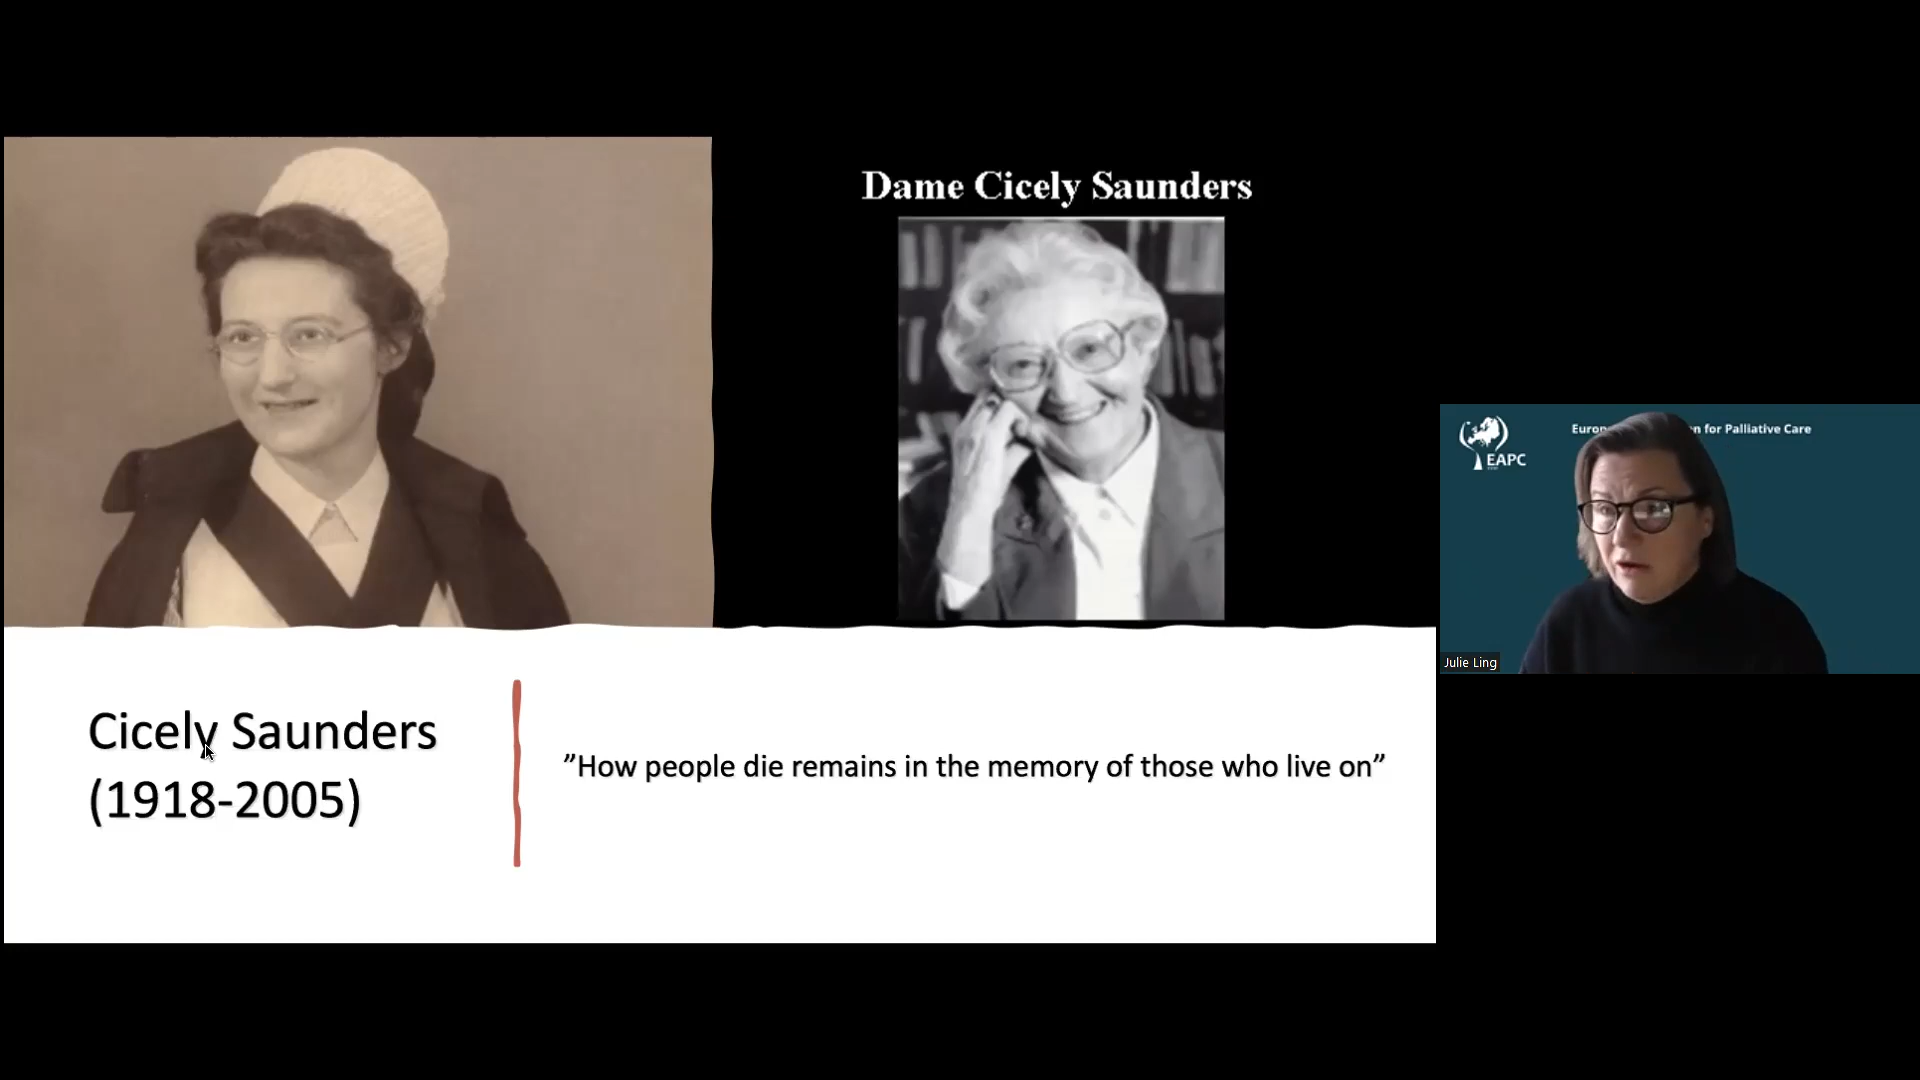 Dame Cicely Saunders
Cicely Saunders
(1918-2005)
”How people die remains in the memory of those who live on”
n for Palliative Care
EAPC
Julie Ling